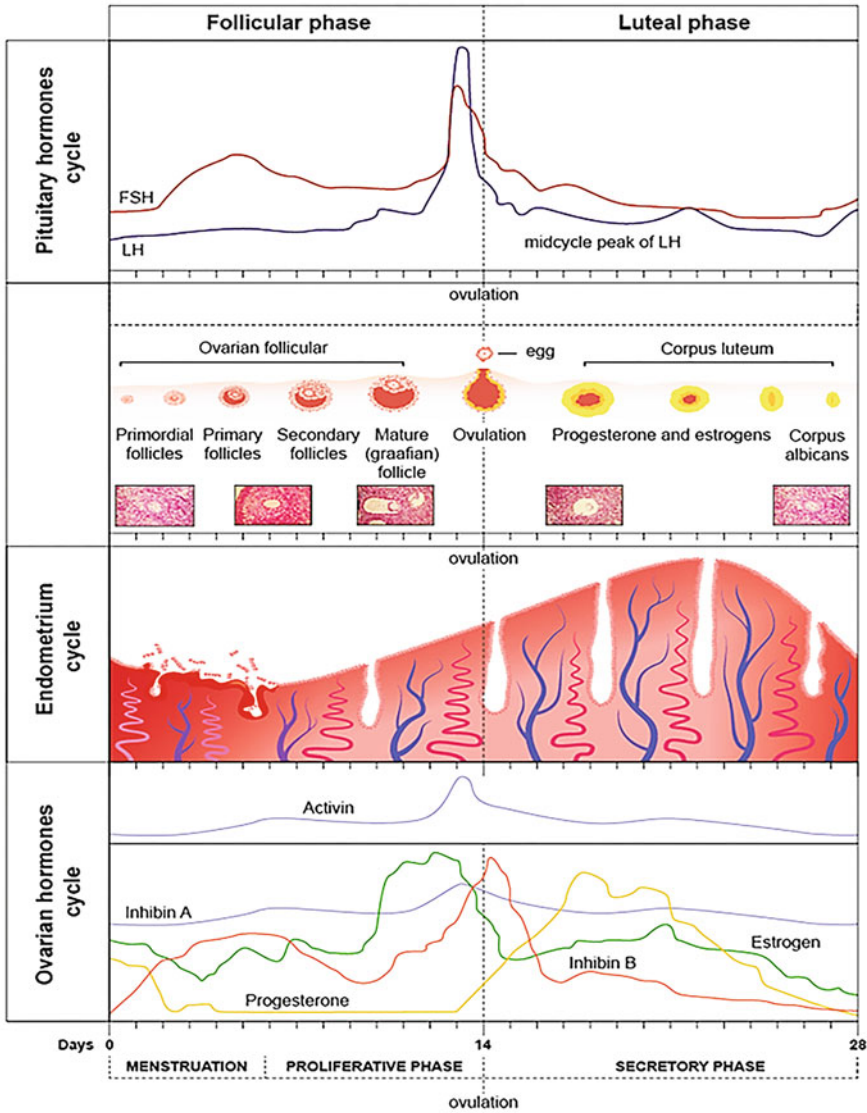 Follicular phase
Luteal phase
Pituitary hormones
cycle
FSH
LH
midcycle peak of LH
ovulation
Ovarian follicular
egg
Corpus luteum
Primordial
follicles
Primary
follicles
Secondary
follicles
Mature
(graafian)
follicle
Ovulation
Progesterone and estrogens
Corpus
albicans
Endometrium
cycle
ovulation
Ovarian hormones
cycle
Activin
Inhibin A
Estrogen
Inhibin B
Progesterone
Days
0
14
28
MENSTRUATION
PROLIFERATIVE PHASE
SECRETORY PHASE
ovulation